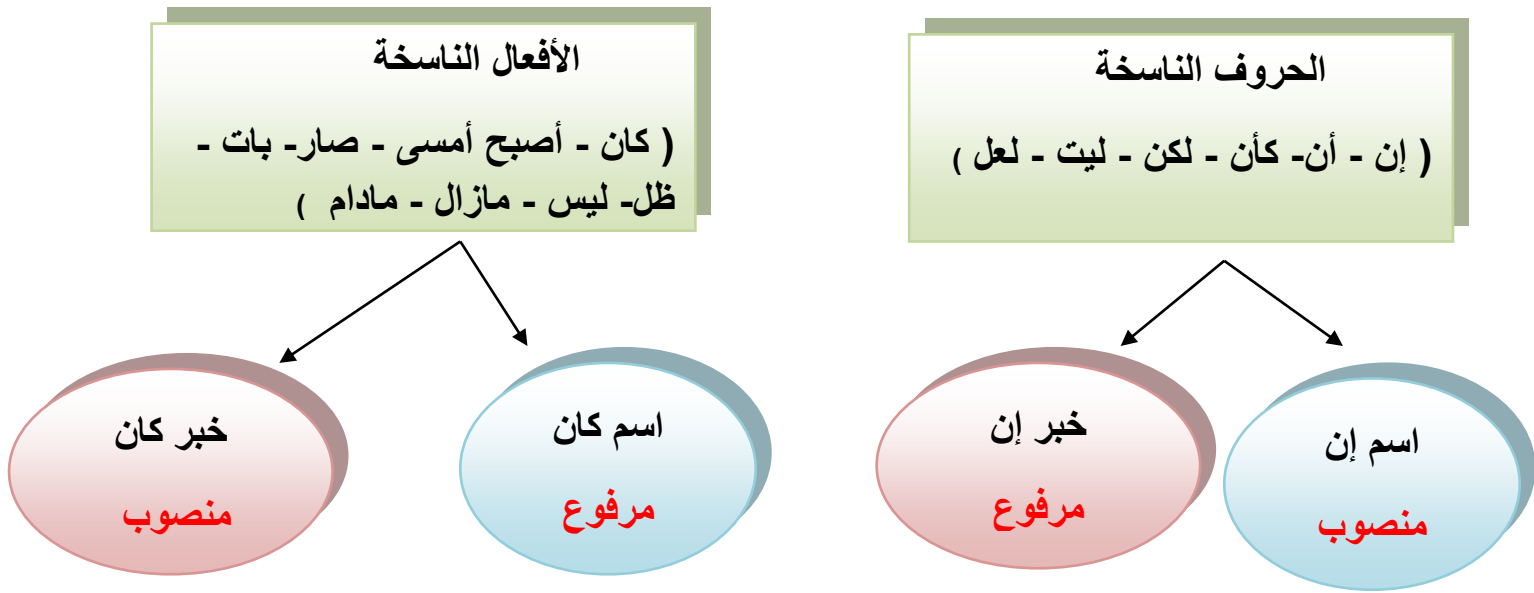 الحروف الناسخة
( إن - أن- كأن - لكن - ليت - لعل )
اسم إن
منصوب
خبر إن
مرفوع
الأفعال الناسخة
( كان - أصبح أمسى - صار- بات -
ظل- ليس - مازال - مادام )
اسم كان
مرفوع
خبر كان
منصوب